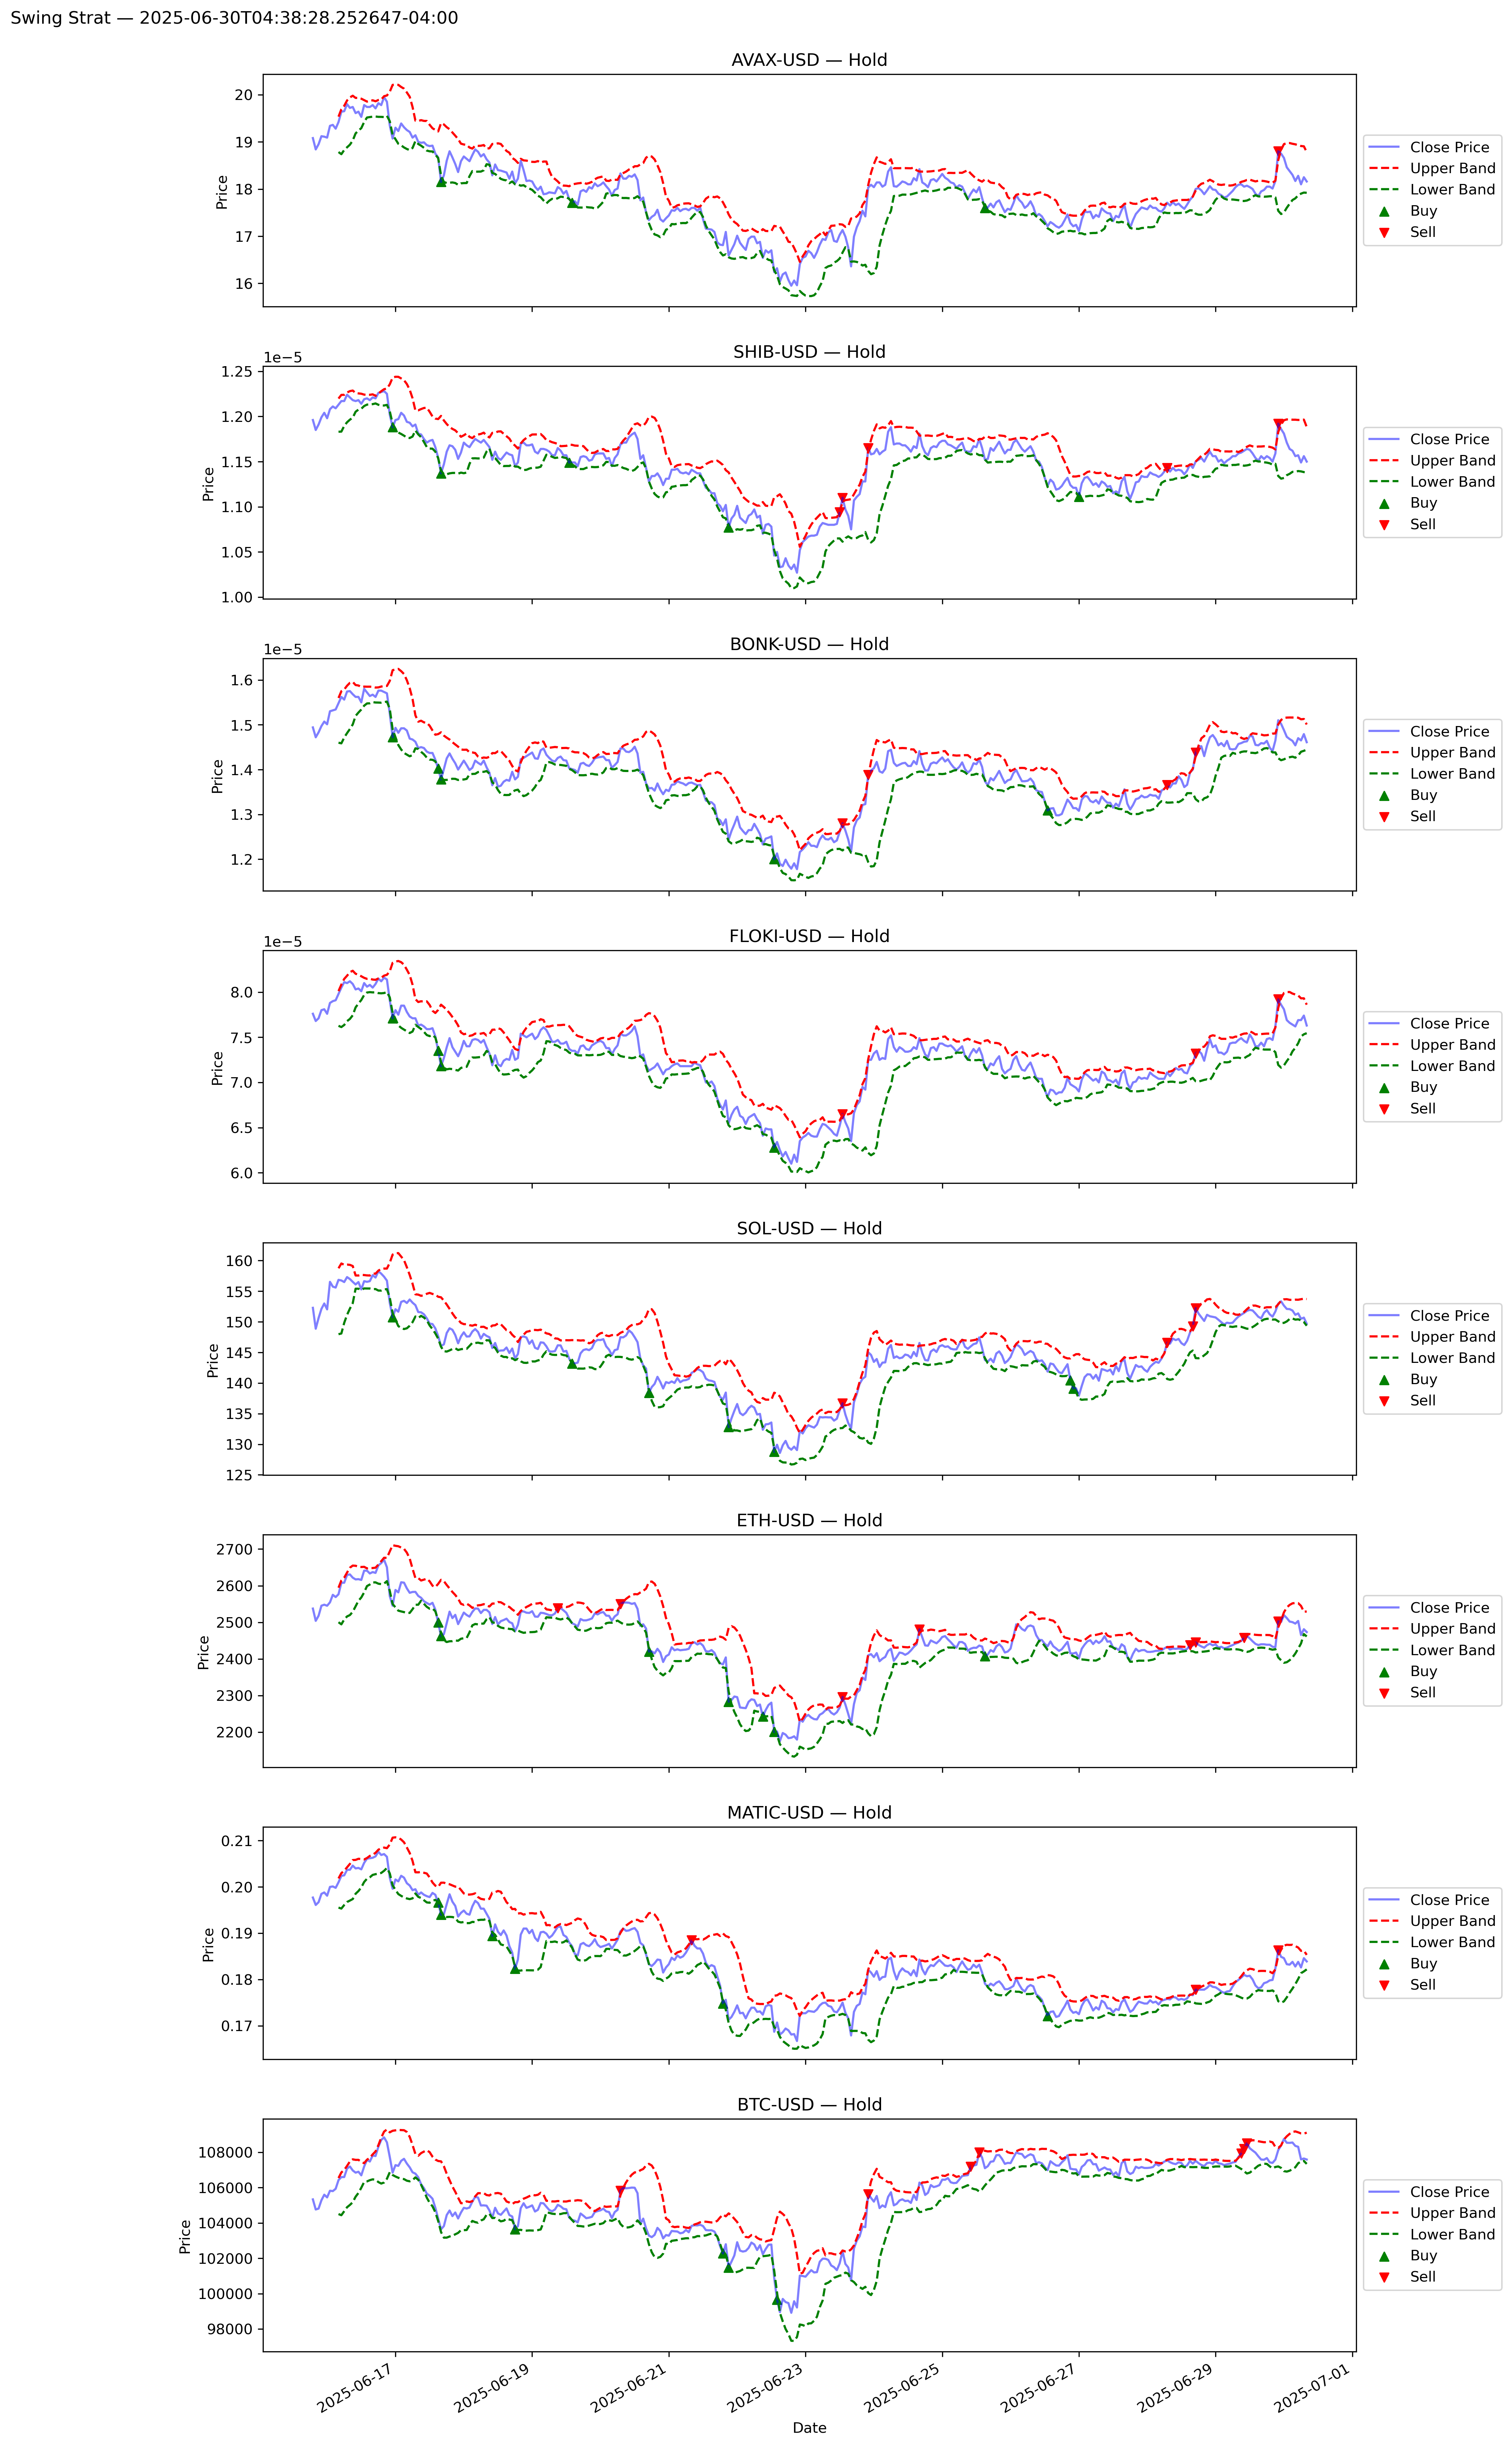 Swing Strat — 2025-06-30T04:38:28.252647-04:00
AVAX-USD — Hold
20
19
18
17
16
Price
Close Price
Upper Band
Lower Band
Buy
Sell
SHIB-USD — Hold
1e−5
1.25
1.20
1.15
1.10
1.05
1.00
Price
Close Price
Upper Band
Lower Band
Buy
Sell
BONK-USD — Hold
1e−5
1.6
1.5
1.4
1.3
1.2
Price
Close Price
Upper Band
Lower Band
Buy
Sell
FLOKI-USD — Hold
1e−5
8.0
7.5
7.0
6.5
6.0
Price
Close Price
Upper Band
Lower Band
Buy
Sell
SOL-USD — Hold
160
155
150
145
140
135
130
125
Price
Close Price
Upper Band
Lower Band
Buy
Sell
ETH-USD — Hold
2700
2600
2500
2400
2300
2200
Price
Close Price
Upper Band
Lower Band
Buy
Sell
MATIC-USD — Hold
0.21
0.20
0.19
0.18
0.17
Price
Close Price
Upper Band
Lower Band
Buy
Sell
BTC-USD — Hold
108000
106000
104000
102000
100000
98000
Price
Close Price
Upper Band
Lower Band
Buy
Sell
2025-06-17
2025-06-19
2025-06-21
2025-06-23
2025-06-25
2025-06-27
2025-06-29
2025-07-01
Date